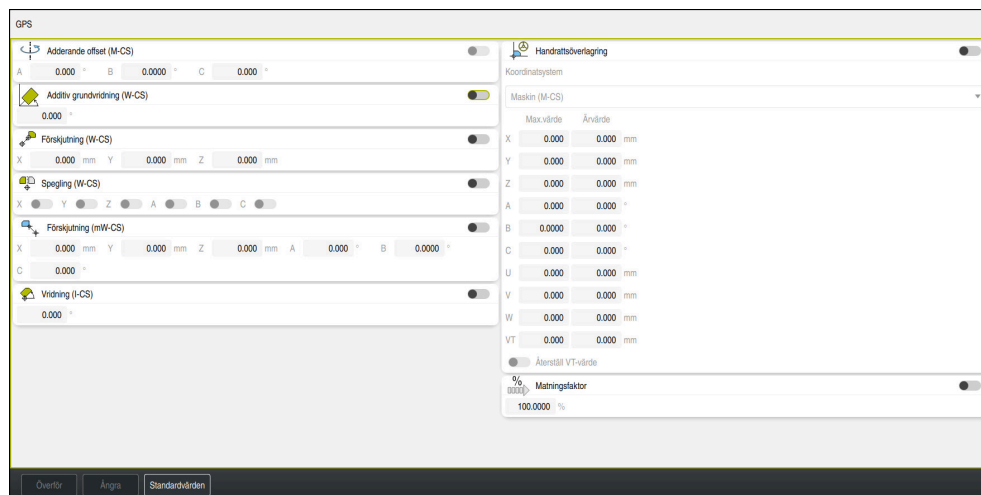 GPS
Adderande offset (M-CS)
A 0.000 ° B 0.0000 ° C 0.000 °
Additiv grundvridning (W-CS)
0.000 °
Förskjutning (W-CS)
X 0.000 mm Y 0.000 mm Z 0.000 mm
Spegling (W-CS)
X Y Z A B C
Förskjutning (mW-CS)
X 0.000 mm Y 0.000 mm Z 0.000 mm A 0.000 ° B 0.0000 °
C 0.000 °
Vridning (I-CS)
0.000 °
Handrattsöverlagring
Koordinatsystem
Maskin (M-CS)
Max.värde Ärvärde
X 0.000 0.000 mm
Y 0.000 0.000 mm
Z 0.000 0.000 mm
A 0.000 0.000 °
B 0.0000 0.000 °
C 0.000 0.000 °
U 0.000 0.000 mm
V 0.000 0.000 mm
W 0.000 0.000 mm
VT 0.000 0.000 mm
Återställ VT-värde
% Matningsfaktor
100.0000 %
Överför Ångra Standardvärden